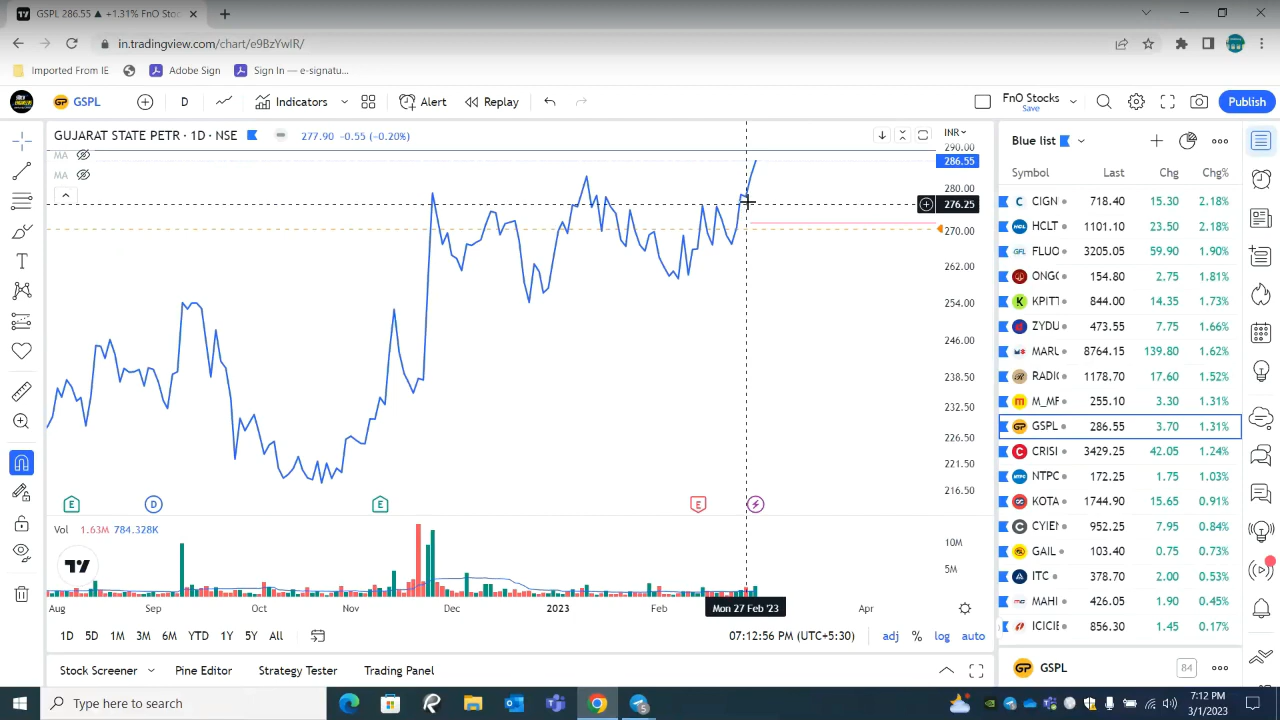 GSPL 286.55 ▲ +1.31% FnO Stoc
in.tradingview.com/chart/e9BzYwIR/
Imported From IE
Adobe Sign
Sign In — e-signatu...
GSPL
D
Indicators
Alert
Replay
FnO Stocks
Save
Publish
GUJARAT STATE PETR · 1D · NSE
277.90 -0.55 (-0.20%)
INR
MA
MA
290.00
286.55
280.00
276.25
270.00
262.00
254.00
246.00
238.50
232.50
226.50
221.50
216.50
E
D
E
E
Vol 1.63M 784.328K
10M
5M
Aug
Sep
Oct
Nov
Dec
2023
Feb
Mon 27 Feb '23
Apr
1D 5D 1M 3M 6M YTD 1Y 5Y All
07:12:56 PM (UTC+5:30)
adj % log auto
Stock Screener
Pine Editor
Strategy Tester
Trading Panel
Blue list
Symbol Last Chg Chg%
CIGN 718.40 15.30 2.18%
HCLT 1101.10 23.50 2.18%
FLUO 3205.05 59.90 1.90%
ONGC 154.80 2.75 1.81%
KPIT 844.00 14.35 1.73%
ZYDU 473.55 7.75 1.66%
MARU 8764.15 139.80 1.62%
RADIC 1178.70 17.60 1.52%
M_MF 255.10 3.30 1.31%
GSPL 286.55 3.70 1.31%
CRISI 3429.25 42.05 1.24%
NTPC 172.25 1.75 1.03%
KOTA 1744.90 15.65 0.91%
CYIEN 952.25 7.95 0.84%
GAIL 103.40 0.75 0.73%
ITC 378.70 2.00 0.53%
MAHI 426.05 1.90 0.45%
ICICIE 856.30 1.45 0.17%
GSPL
84
Type here to search
7:12 PM
3/1/2023